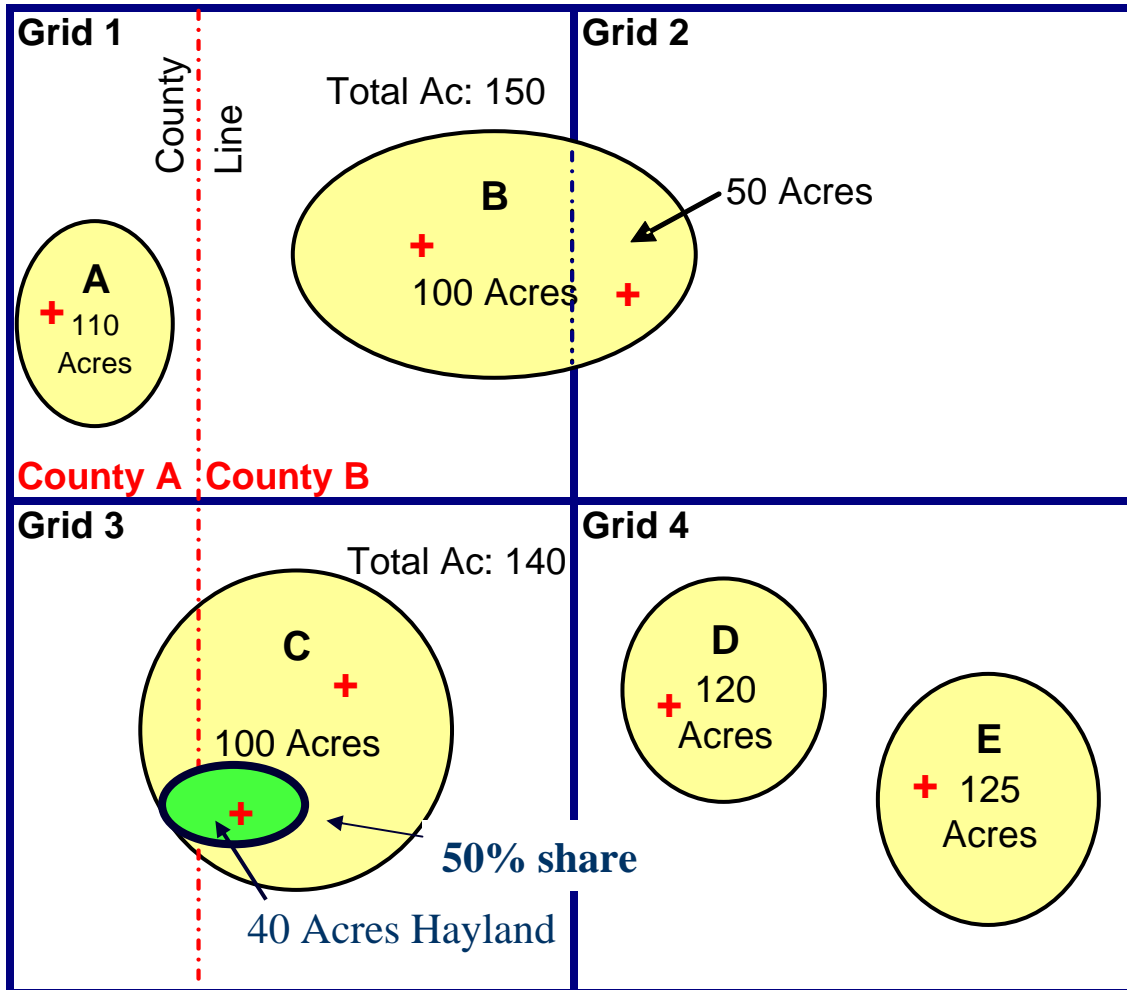 Grid 1
Grid 2
County
Line
Total Ac: 150
B
50 Acres
100 Acres
A
110
Acres
County A
County B
Grid 3
Grid 4
Total Ac: 140
C
100 Acres
50% share
40 Acres Hayland
D
120
Acres
E
125
Acres